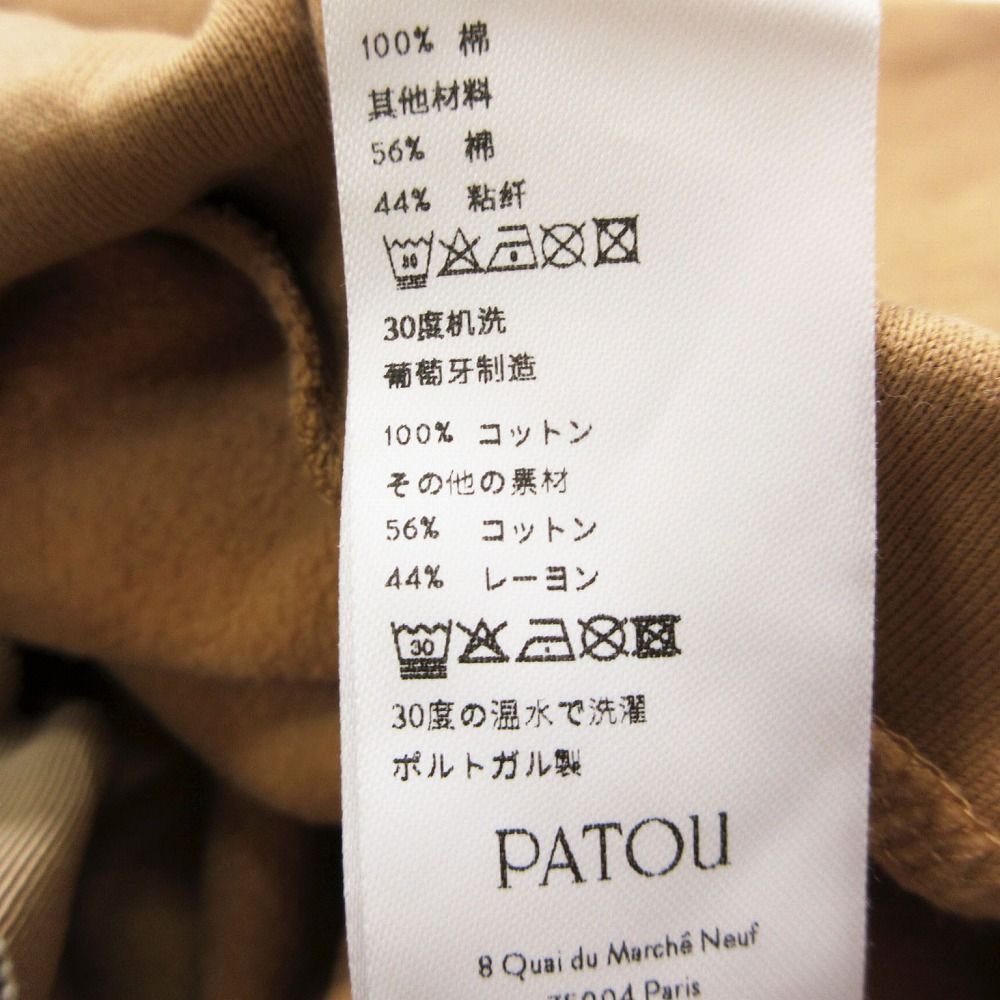 100% 棉
其他材料
56% 棉
44% 粘纤
30
30度机洗
葡萄牙制造
100% コットン
その他の素材
56% コットン
44% レーヨン
30
30度の温水で洗濯
ポルトガル製
PATOU
8 Quai du Marché Neuf
75004 Paris